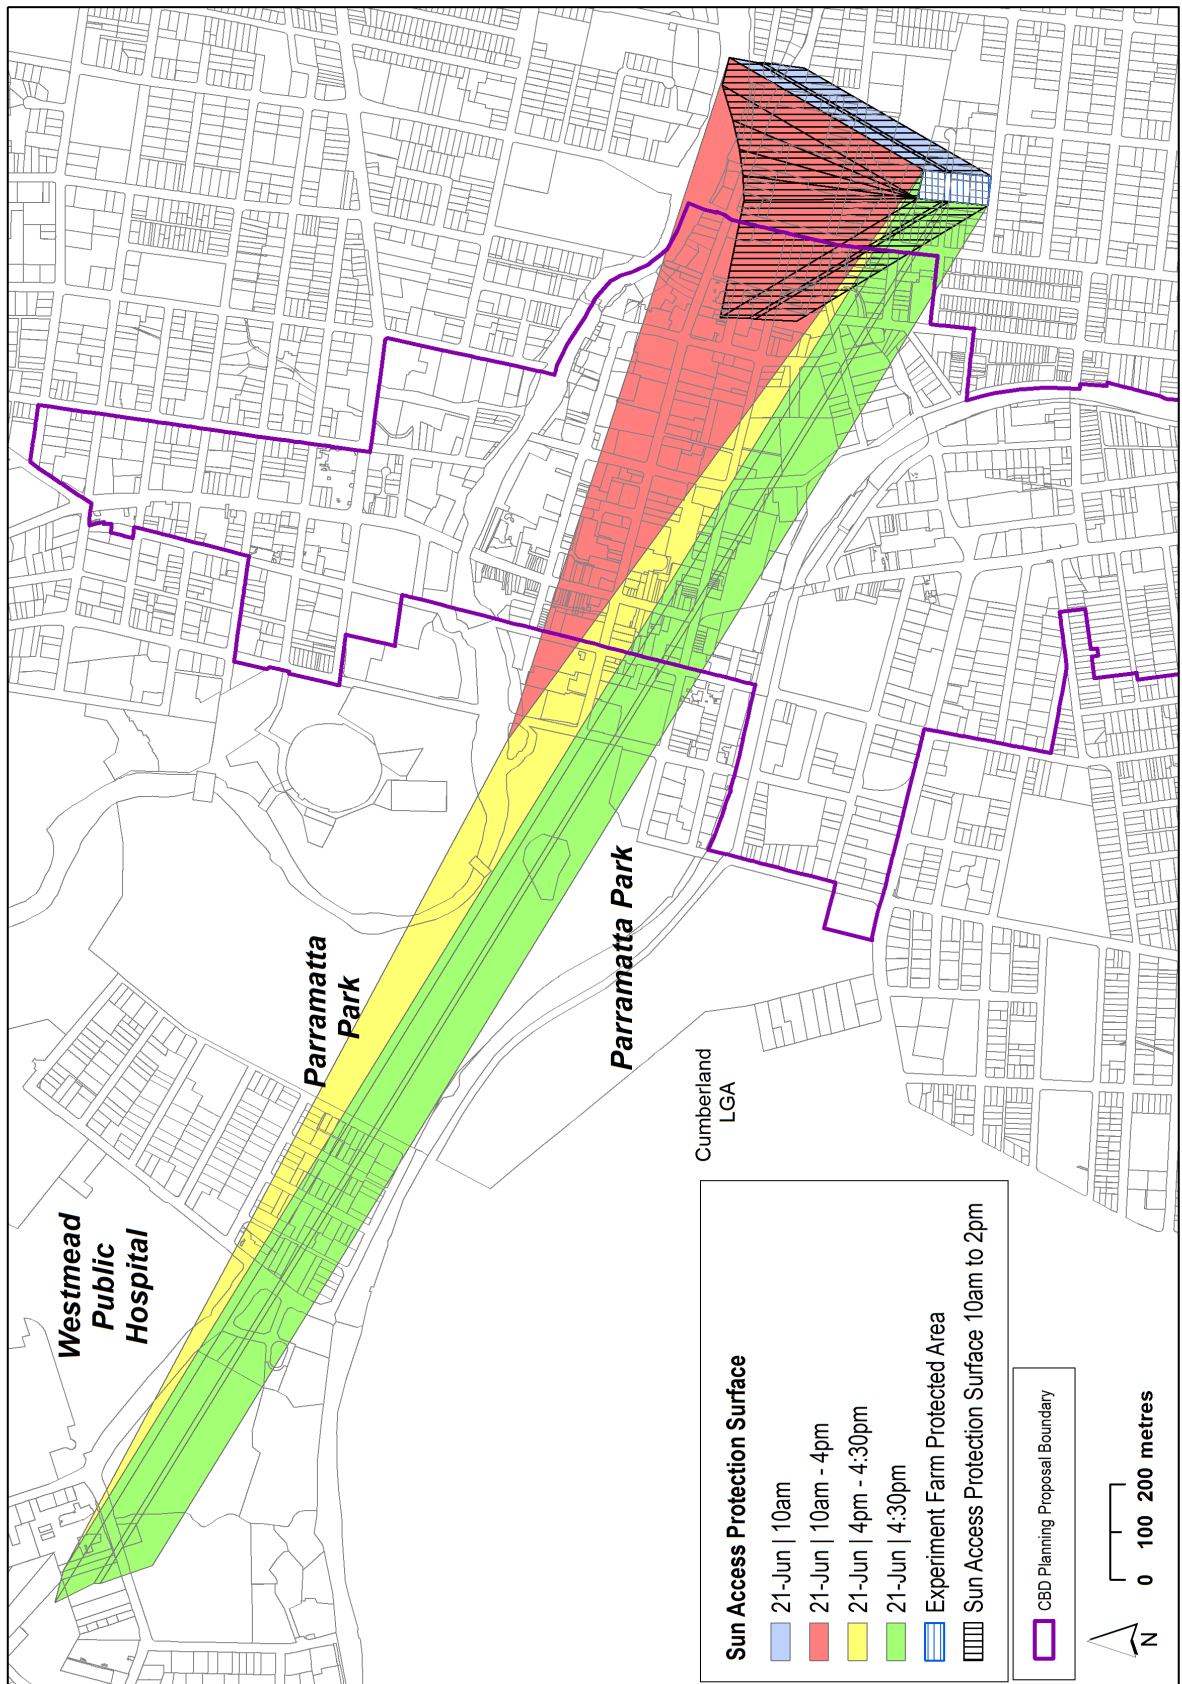 Westmead
Public
Hospital
Parramatta
Park
Parramatta Park
Cumberland
LGA
Sun Access Protection Surface
21-Jun | 10am
21-Jun | 10am - 4pm
21-Jun | 4pm - 4:30pm
21-Jun | 4:30pm
Experiment Farm Protected Area
Sun Access Protection Surface 10am to 2pm
CBD Planning Proposal Boundary
0 100 200 metres
N